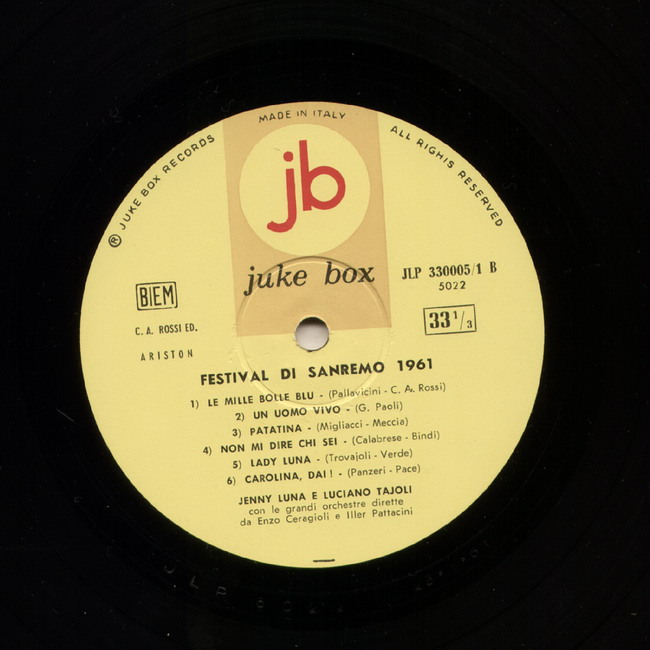 MADE IN ITALY
® JUKE BOX RECORDS
ALL RIGHTS RESERVED
jb
juke box
JLP 330005/1 B
5022
BIEM
33 1/3
C. A. ROSSI ED.
ARISTON
FESTIVAL DI SANREMO 1961
1) LE MILLE BOLLE BLU - (Pallavicini - C. A. Rossi)
2) UN UOMO VIVO - (G. Paoli)
3) PATATINA - (Migliacci - Meccia)
4) NON MI DIRE CHI SEI - (Calabrese - Bindi)
5) LADY LUNA - (Trovajoli - Verde)
6) CAROLINA, DAI! - (Panzeri - Pace)
JENNY LUNA E LUCIANO TAJOLI
con le grandi orchestre dirette
da Enzo Ceragioli e Iller Pattacini